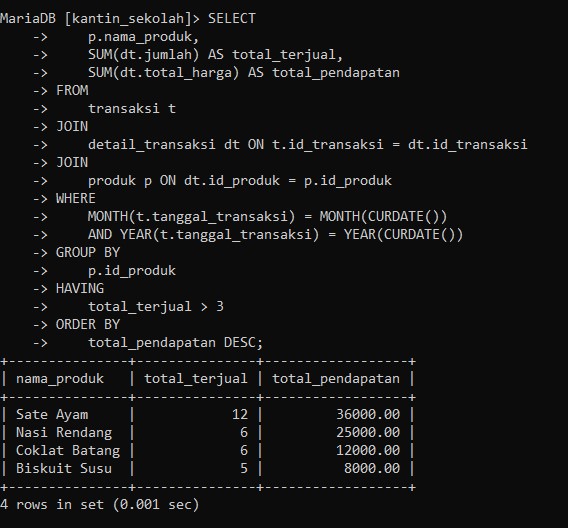 MariaDB [kantin_sekolah]> SELECT
    ->     p.nama_produk,
    ->     SUM(dt.jumlah) AS total_terjual,
    ->     SUM(dt.total_harga) AS total_pendapatan
    -> FROM
    ->     transaksi t
    -> JOIN
    ->     detail_transaksi dt ON t.id_transaksi = dt.id_transaksi
    -> JOIN
    ->     produk p ON dt.id_produk = p.id_produk
    -> WHERE
    ->     MONTH(t.tanggal_transaksi) = MONTH(CURDATE())
    ->     AND YEAR(t.tanggal_transaksi) = YEAR(CURDATE())
    -> GROUP BY
    ->     p.id_produk
    -> HAVING
    ->     total_terjual > 3
    -> ORDER BY
    ->     total_pendapatan DESC;
+---------------+---------------+------------------+
| nama_produk   | total_terjual | total_pendapatan |
+---------------+---------------+------------------+
| Sate Ayam     |            12 |         36000.00 |
| Nasi Rendang  |             6 |         25000.00 |
| Coklat Batang |             6 |         12000.00 |
| Biskuit Susu  |             5 |          8000.00 |
+---------------+---------------+------------------+
4 rows in set (0.001 sec)